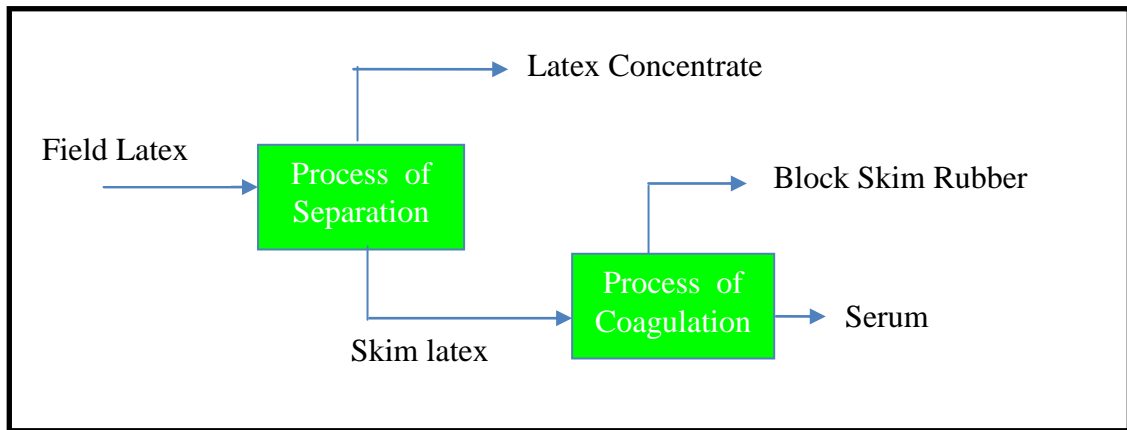 Latex Concentrate
Field Latex
Process of
Separation
Block Skim Rubber
Process of
Coagulation
Serum
Skim latex